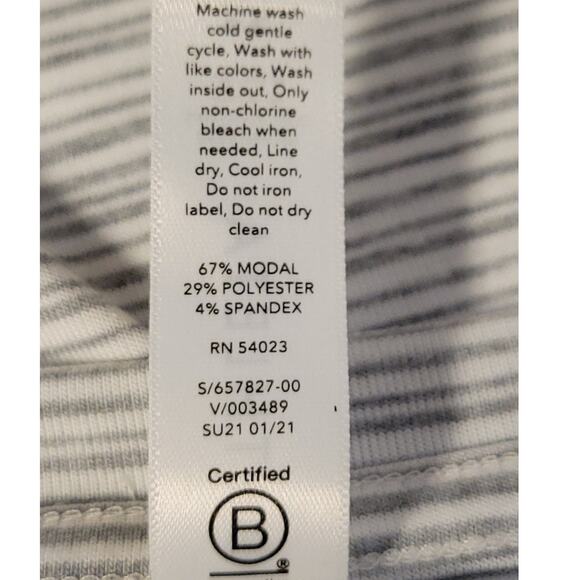 Machine wash
cold gentle
cycle, Wash with
like colors, Wash
inside out, Only
non-chlorine
bleach when
needed, Line
dry, Cool iron,
Do not iron
label, Do not dry
clean
67% MODAL
29% POLYESTER
4% SPANDEX
RN 54023
S/657827-00
V/003489
SU21 01/21
Certified
B
®